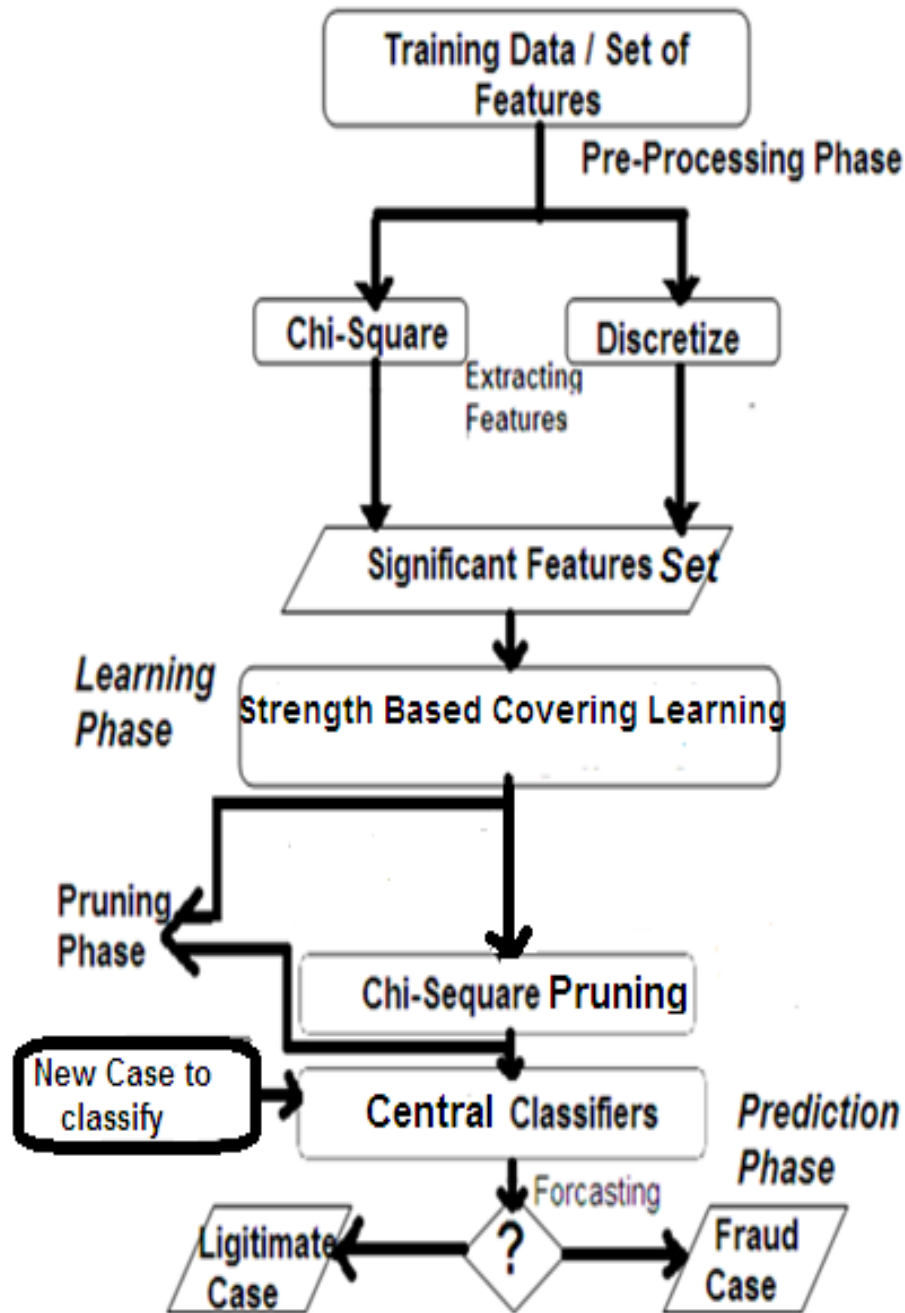 Training Data / Set of
Features
Pre-Processing Phase
Chi-Square
Discretize
Extracting
Features
Significant Features Set
Learning
Phase
Strength Based Covering Learning
Pruning
Phase
Chi-Sequare Pruning
New Case to
classify
Central Classifiers
Prediction
Phase
Forcasting
Ligitimate
Case
?
Fraud
Case